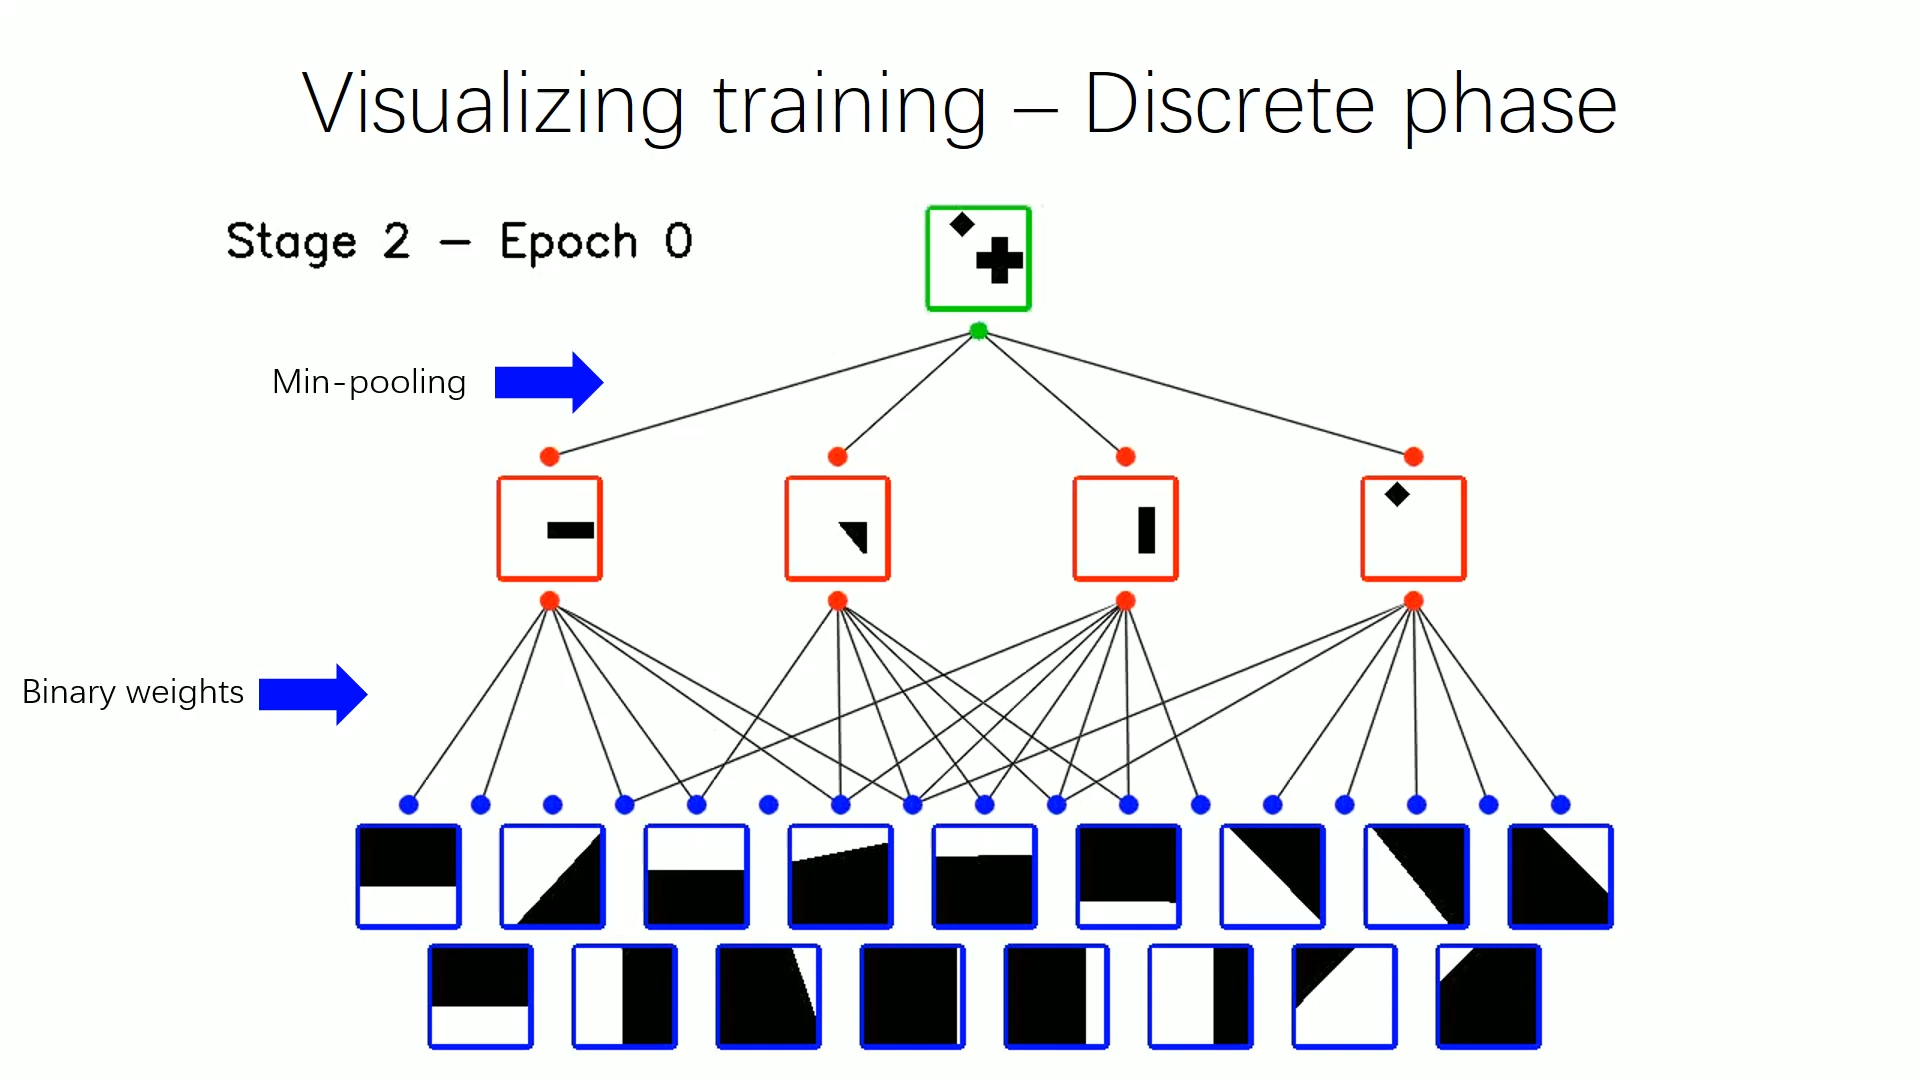 Visualizing training – Discrete phase
Stage 2 – Epoch 0
Min-pooling
Binary weights